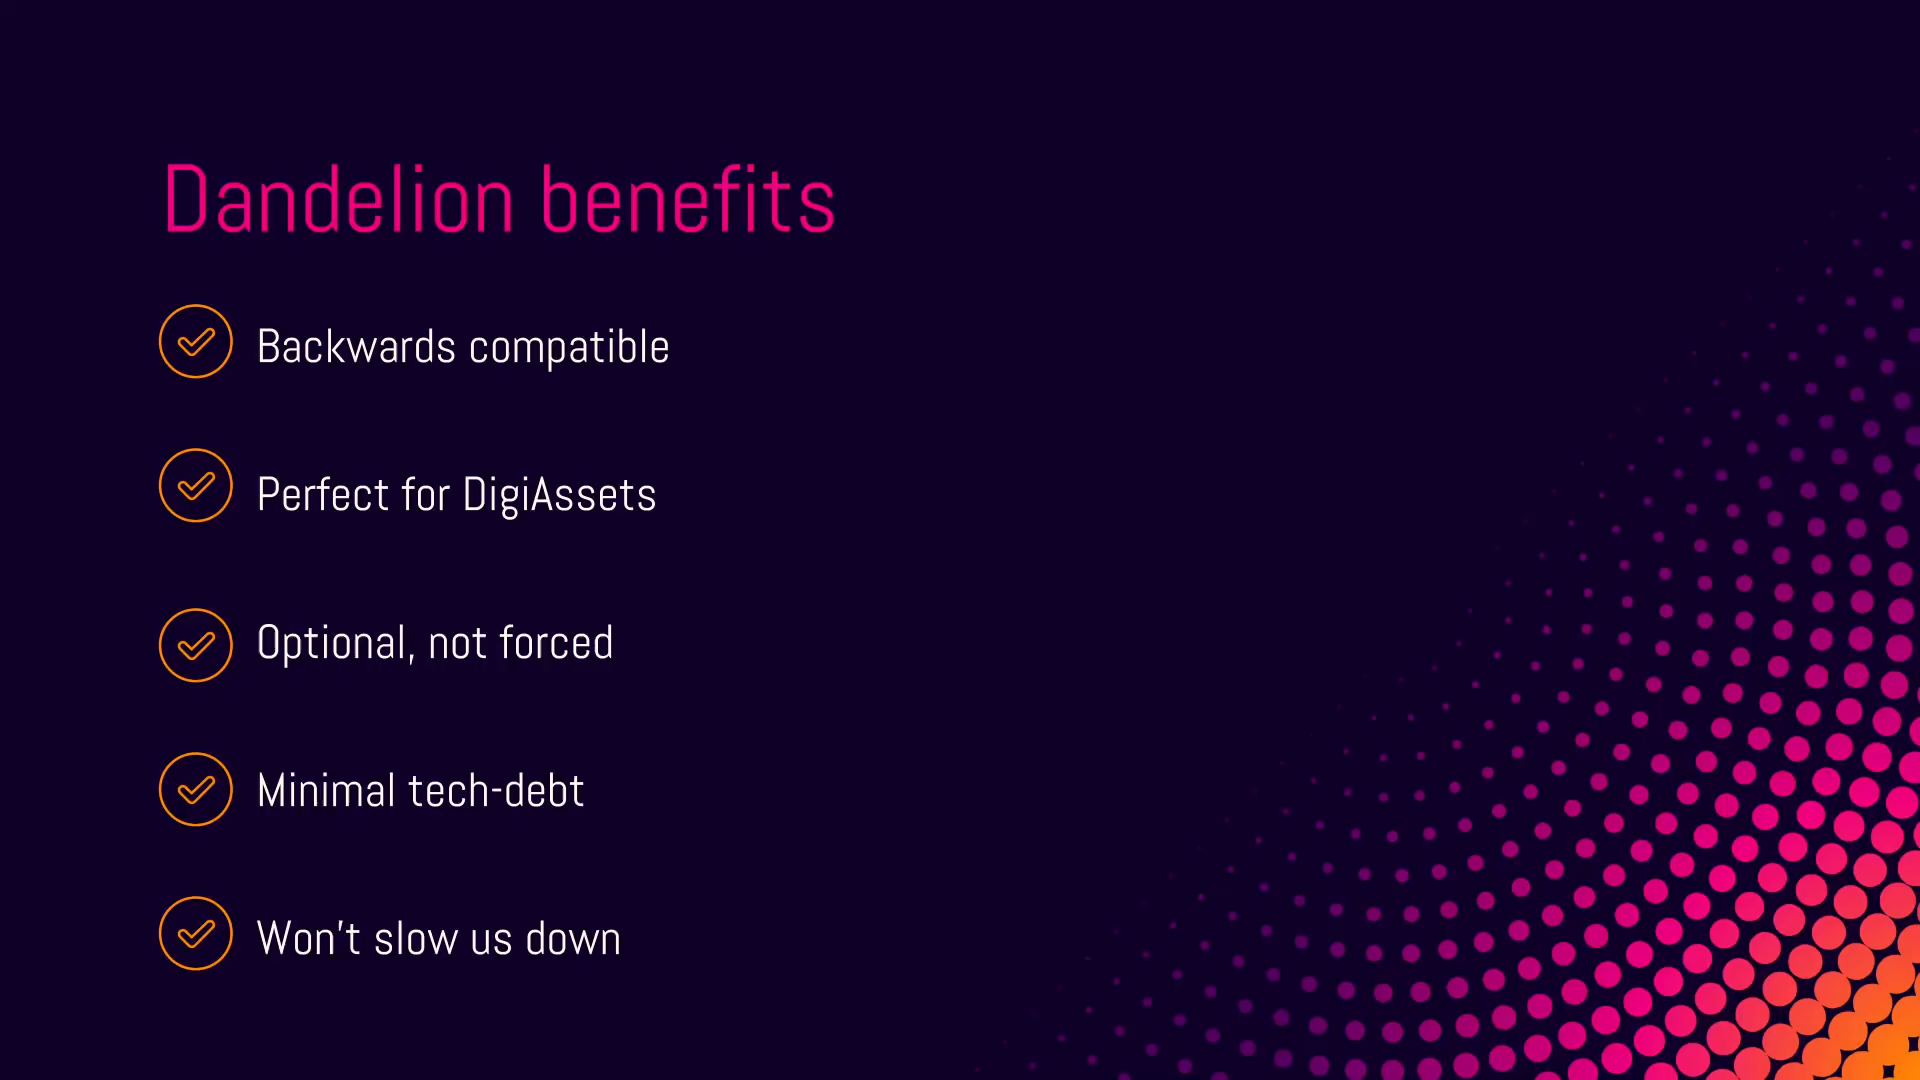 Dandelion benefits
Backwards compatible
Perfect for DigiAssets
Optional, not forced
Minimal tech-debt
Won't slow us down